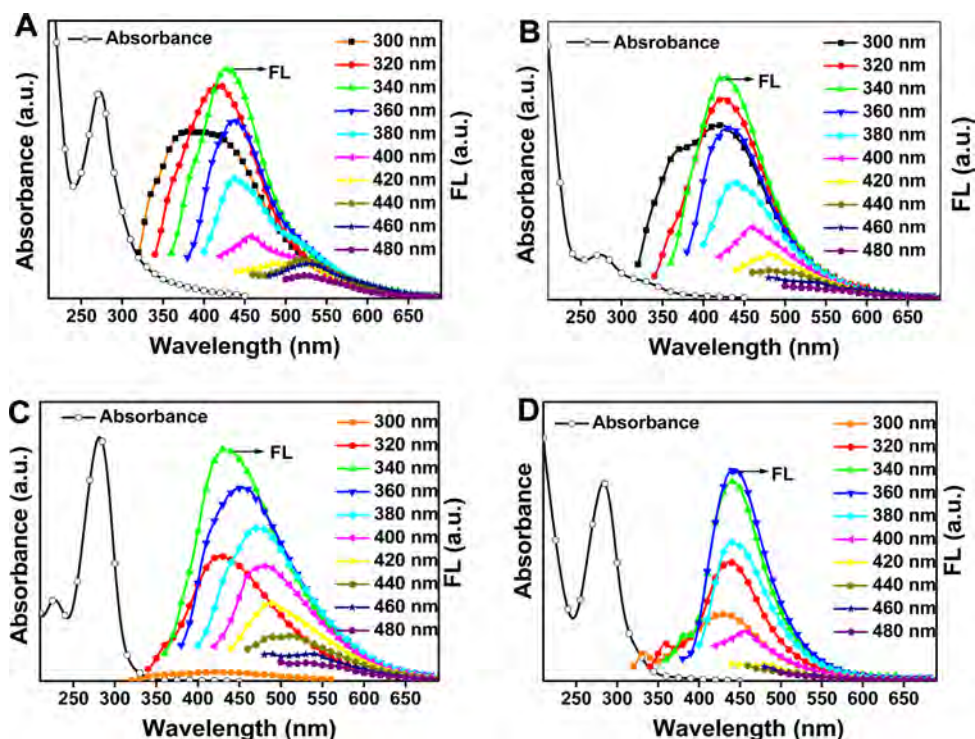 A
Absorbance
FL
300 nm
320 nm
340 nm
360 nm
380 nm
400 nm
420 nm
440 nm
460 nm
480 nm
Absorbance (a.u.)
FL (a.u.)
250 300 350 400 450 500 550 600 650
Wavelength (nm)
B
Absrobance
FL
300 nm
320 nm
340 nm
360 nm
380 nm
400 nm
420 nm
440 nm
460 nm
480 nm
Absorbance (a.u.)
FL (a.u.)
250 300 350 400 450 500 550 600 650
Wavelength (nm)
C
Absorbance
FL
300 nm
320 nm
340 nm
360 nm
380 nm
400 nm
420 nm
440 nm
460 nm
480 nm
Absorbance (a.u.)
FL (a.u.)
250 300 350 400 450 500 550 600 650
Wavelength (nm)
D
Absorbance
FL
300 nm
320 nm
340 nm
360 nm
380 nm
400 nm
420 nm
440 nm
460 nm
480 nm
Absorbance
FL (a.u.)
250 300 350 400 450 500 550 600 650
Wavelength (nm)